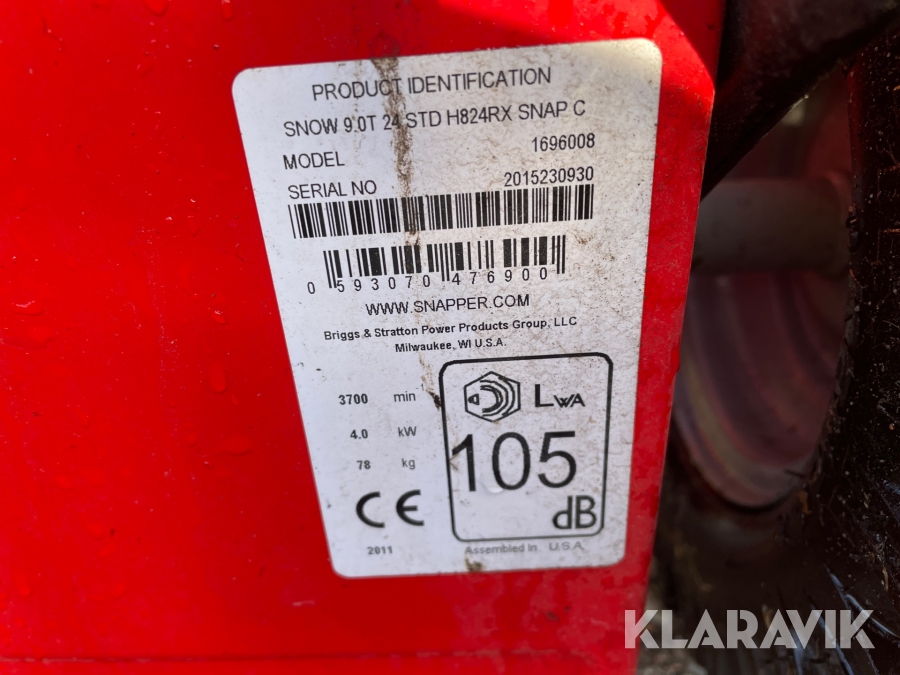 PRODUCT IDENTIFICATION
SNOW 9.0T 24 STD H824RX SNAP C
MODEL 1696008
SERIAL NO 2015230930
0 593070 476900
WWW.SNAPPER.COM
Briggs & Stratton Power Products Group, LLC
Milwaukee, WI U.S.A.
3700 min
4.0 kW
78 kg
CE
2011
LWA
105
dB
Assembled in U.S.A.
KLARAVIK